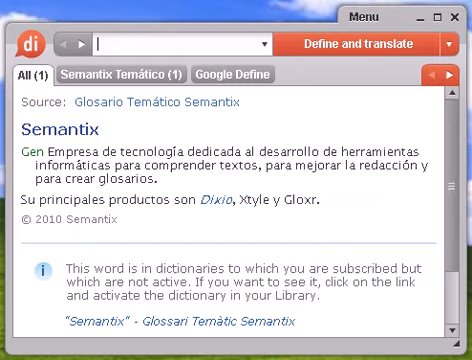 Menu
di
Define and translate
All (1) Semantix Temático (1) Google Define
Source: Glosario Temático Semantix
Semantix
Gen Empresa de tecnología dedicada al desarrollo de herramientas
informáticas para comprender textos, para mejorar la redacción y
para crear glosarios.
Su principales productos son Dixio, Xtyle y Gloxr.
© 2010 Semantix
i
This word is in dictionaries to which you are subscribed but
which are not active. If you want to see it, click on the link
and activate the dictionary in your Library.
"Semantix" - Glossari Temàtic Semantix